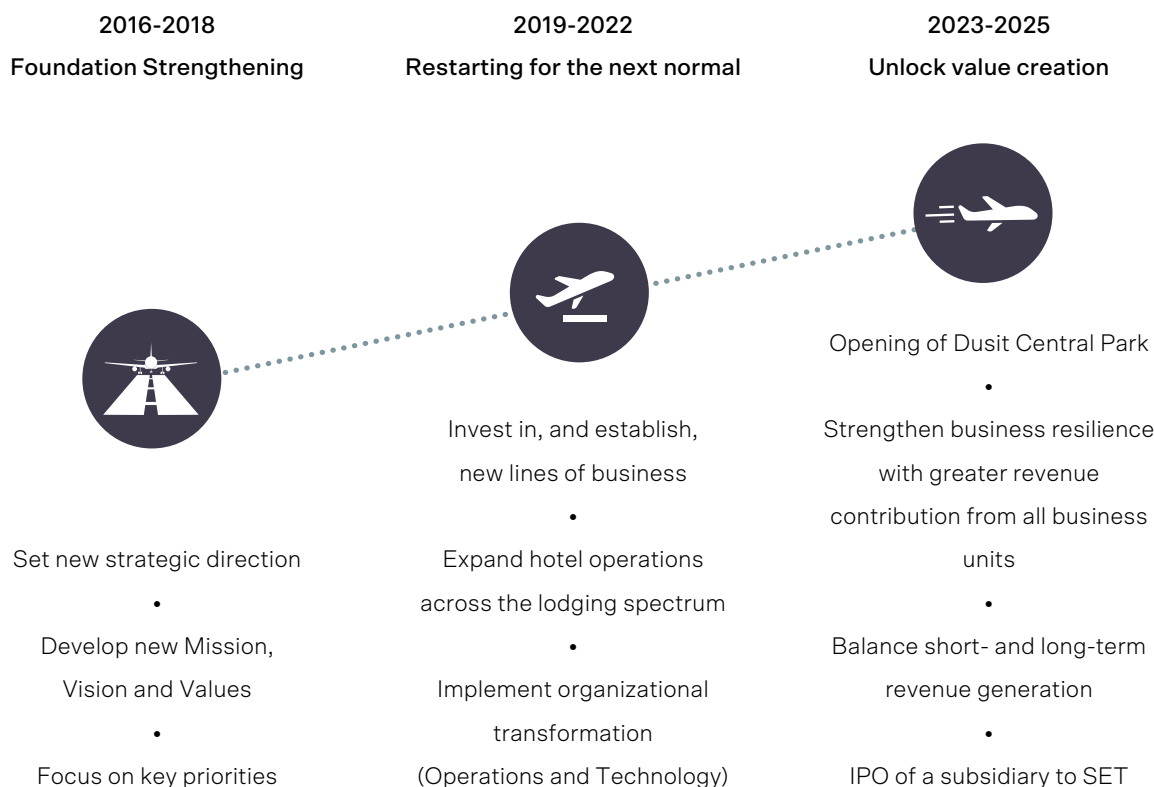 2016-2018
Foundation Strengthening
Set new strategic direction
•
Develop new Mission,
Vision and Values
•
Focus on key priorities
2019-2022
Restarting for the next normal
Invest in, and establish,
new lines of business
•
Expand hotel operations
across the lodging spectrum
•
Implement organizational
transformation
(Operations and Technology)
2023-2025
Unlock value creation
Opening of Dusit Central Park
•
Strengthen business resilience
with greater revenue
contribution from all business
units
•
Balance short- and long-term
revenue generation
•
IPO of a subsidiary to SET